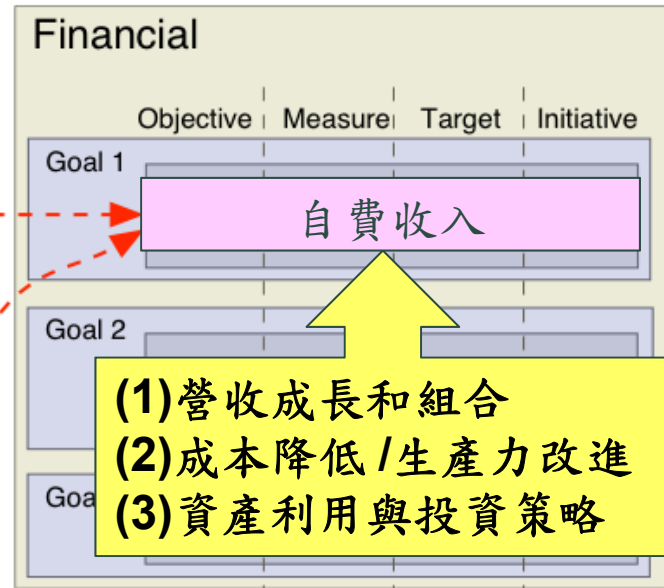 Financial
Objective Measure Target Initiative
Goal 1
自費收入
Goal 2
(1)營收成長和組合
(2)成本降低/生產力改進
(3)資產利用與投資策略
Goa